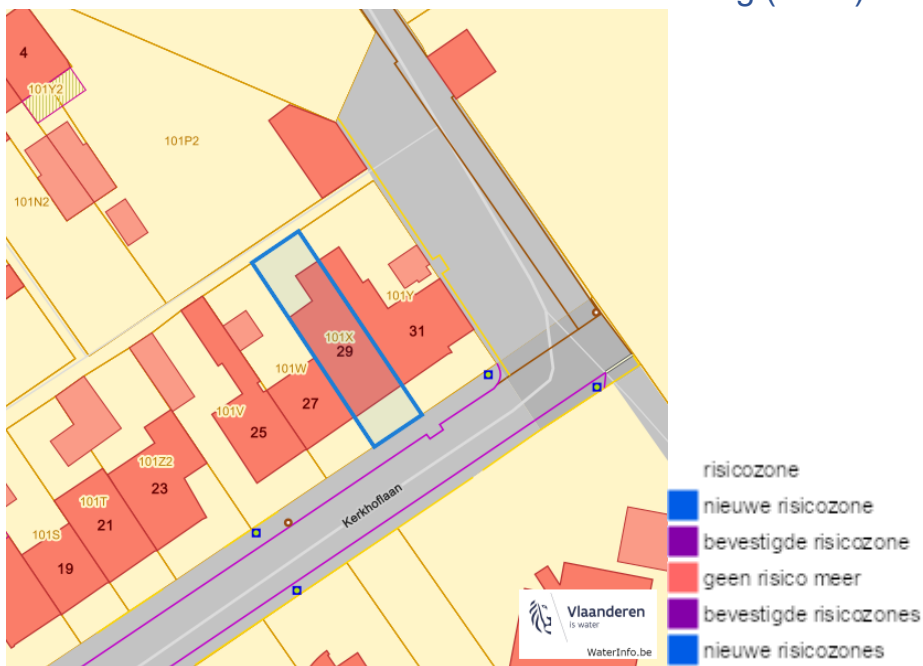 g (
4
101Y2
101P2
101N2
101Y
31
101X
29
101W
27
101V
25
101Z2
23
101T
21
101S
19
Kerkhoflaan
Vlaanderen
is water
WaterInfo.be
risicozone
nieuwe risicozone
bevestigde risicozone
geen risico meer
bevestigde risicozones
nieuwe risicozones